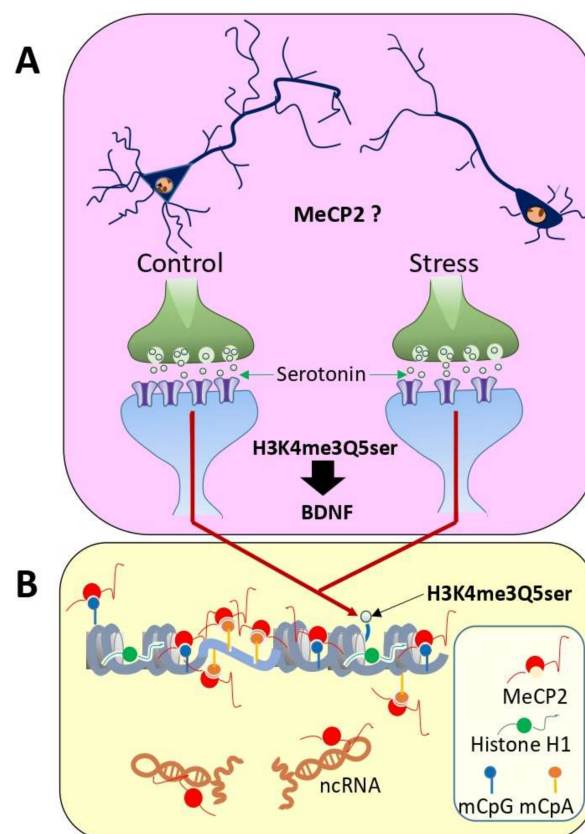 A
MeCP2 ?
Control
Stress
Serotonin
H3K4me3Q5ser
BDNF
B
H3K4me3Q5ser
MeCP2
Histone H1
mCpG mCpA
ncRNA